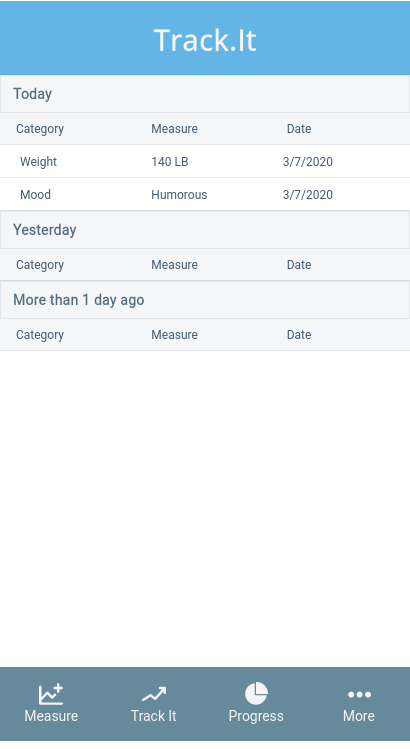 Track.It
Today
Category Measure Date
Weight 140 LB 3/7/2020
Mood Humorous 3/7/2020
Yesterday
Category Measure Date
More than 1 day ago
Category Measure Date
Measure Track It Progress More